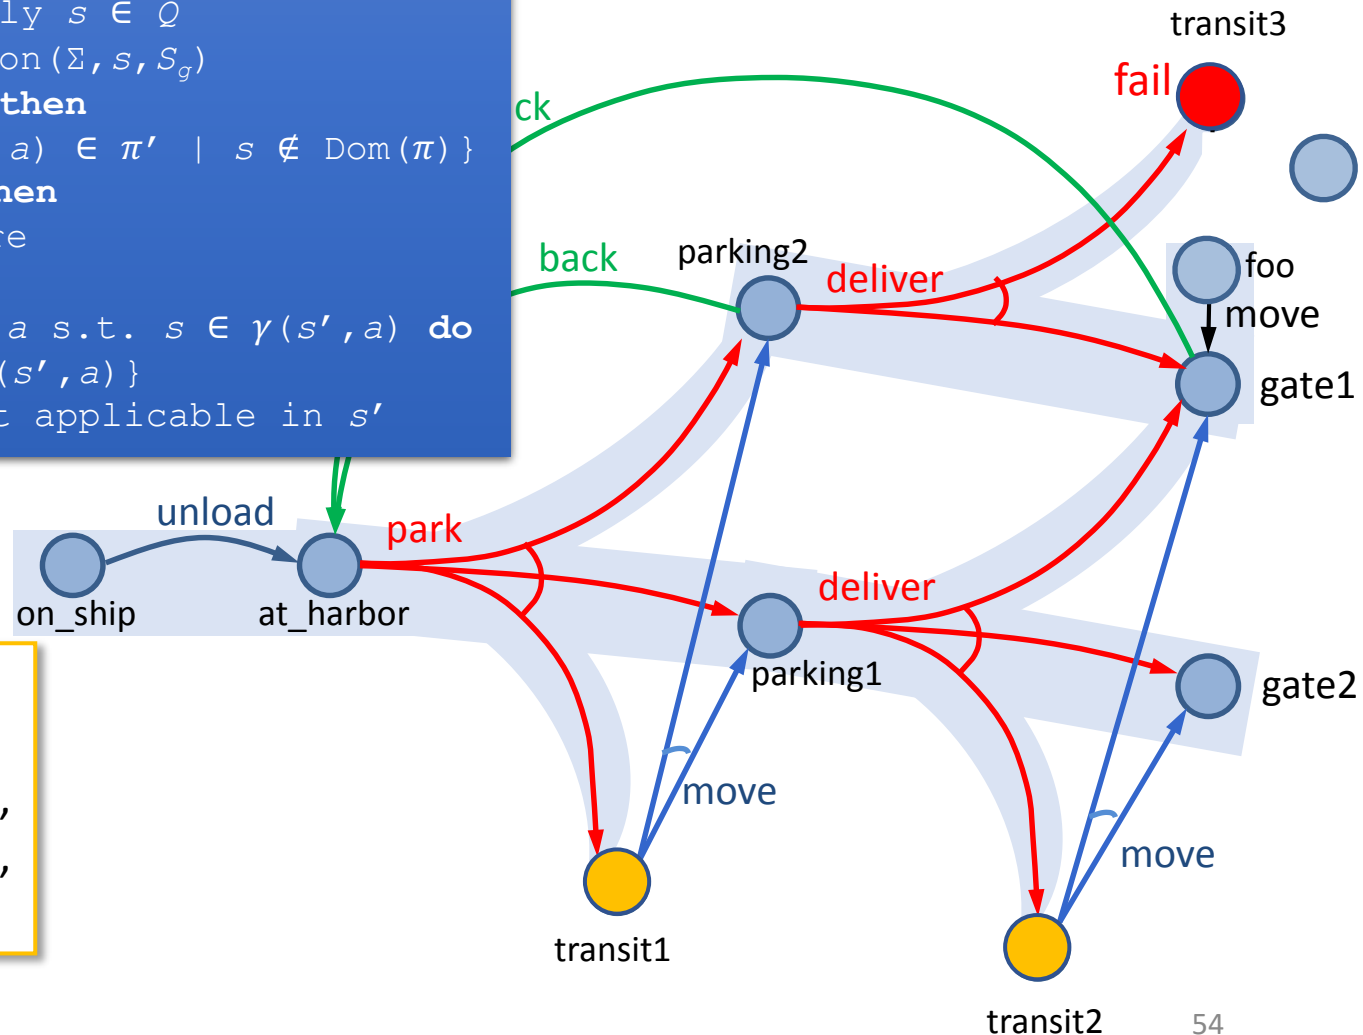 ly s ∈ Q
on(Σ,s,S_g)
then
a) ∈ π′ | s ∉ Dom(π)}
hen
re
a s.t. s ∈ γ(s′,a) do
(s′,a)}
t applicable in s′
transit3
fail
ck
back
parking2
deliver
foo
move
gate1
unload
park
on_ship
at_harbor
deliver
parking1
gate2
,
,
move
move
transit1
transit2
54